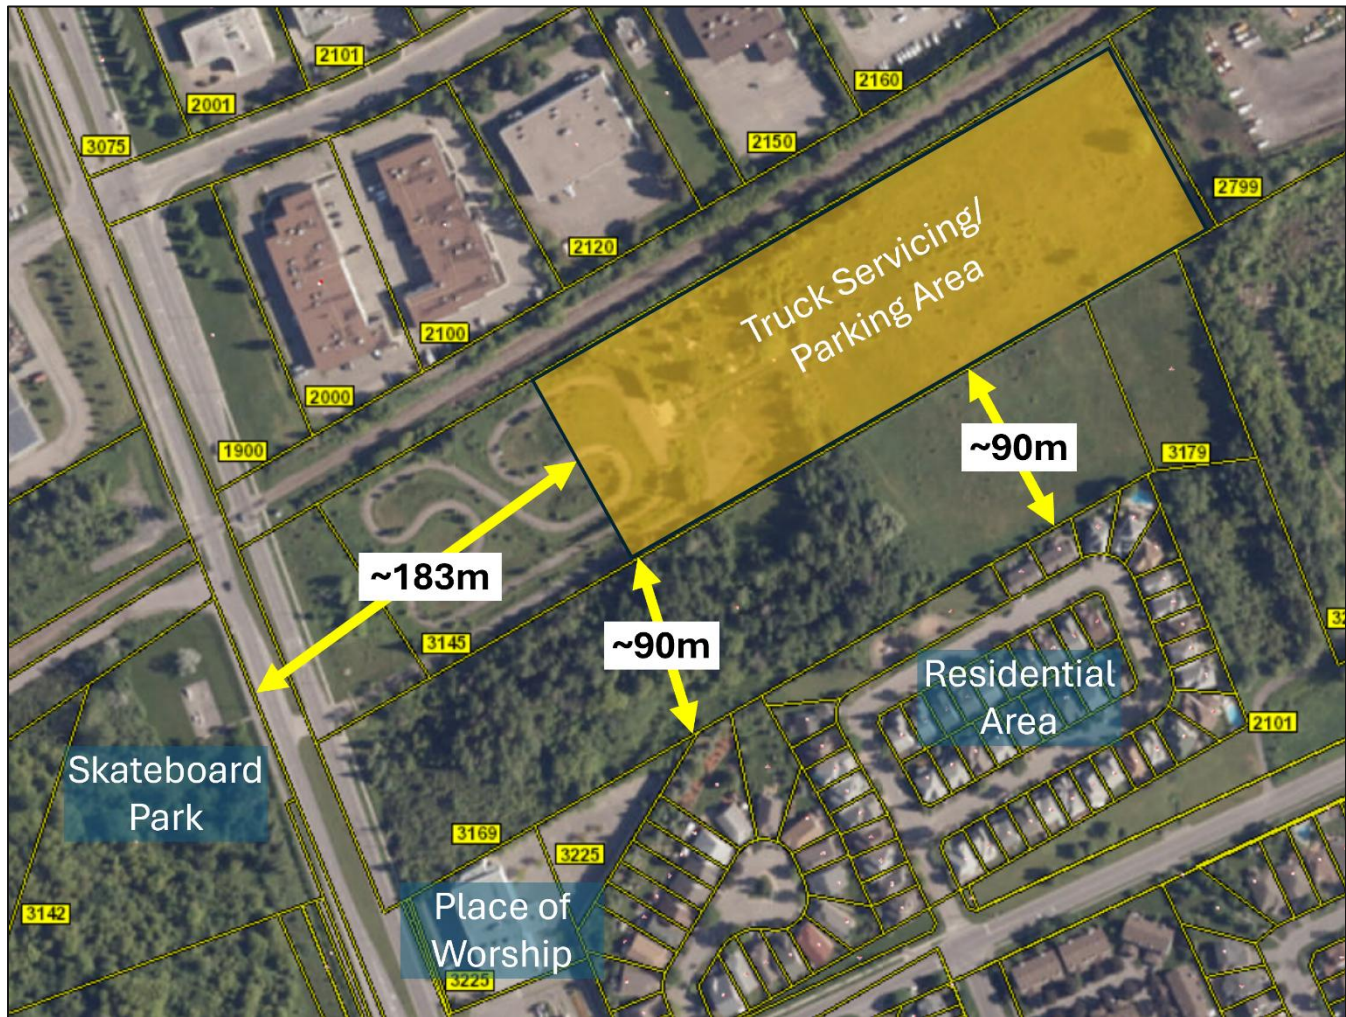 2101
2001
2160
3075
2150
2799
2120
Truck Servicing/
Parking Area
2100
2000
~90m
3179
1900
~183m
3145
~90m
Residential
Area
2101
Skateboard
Park
3169
3225
3142
Place of
Worship
3225